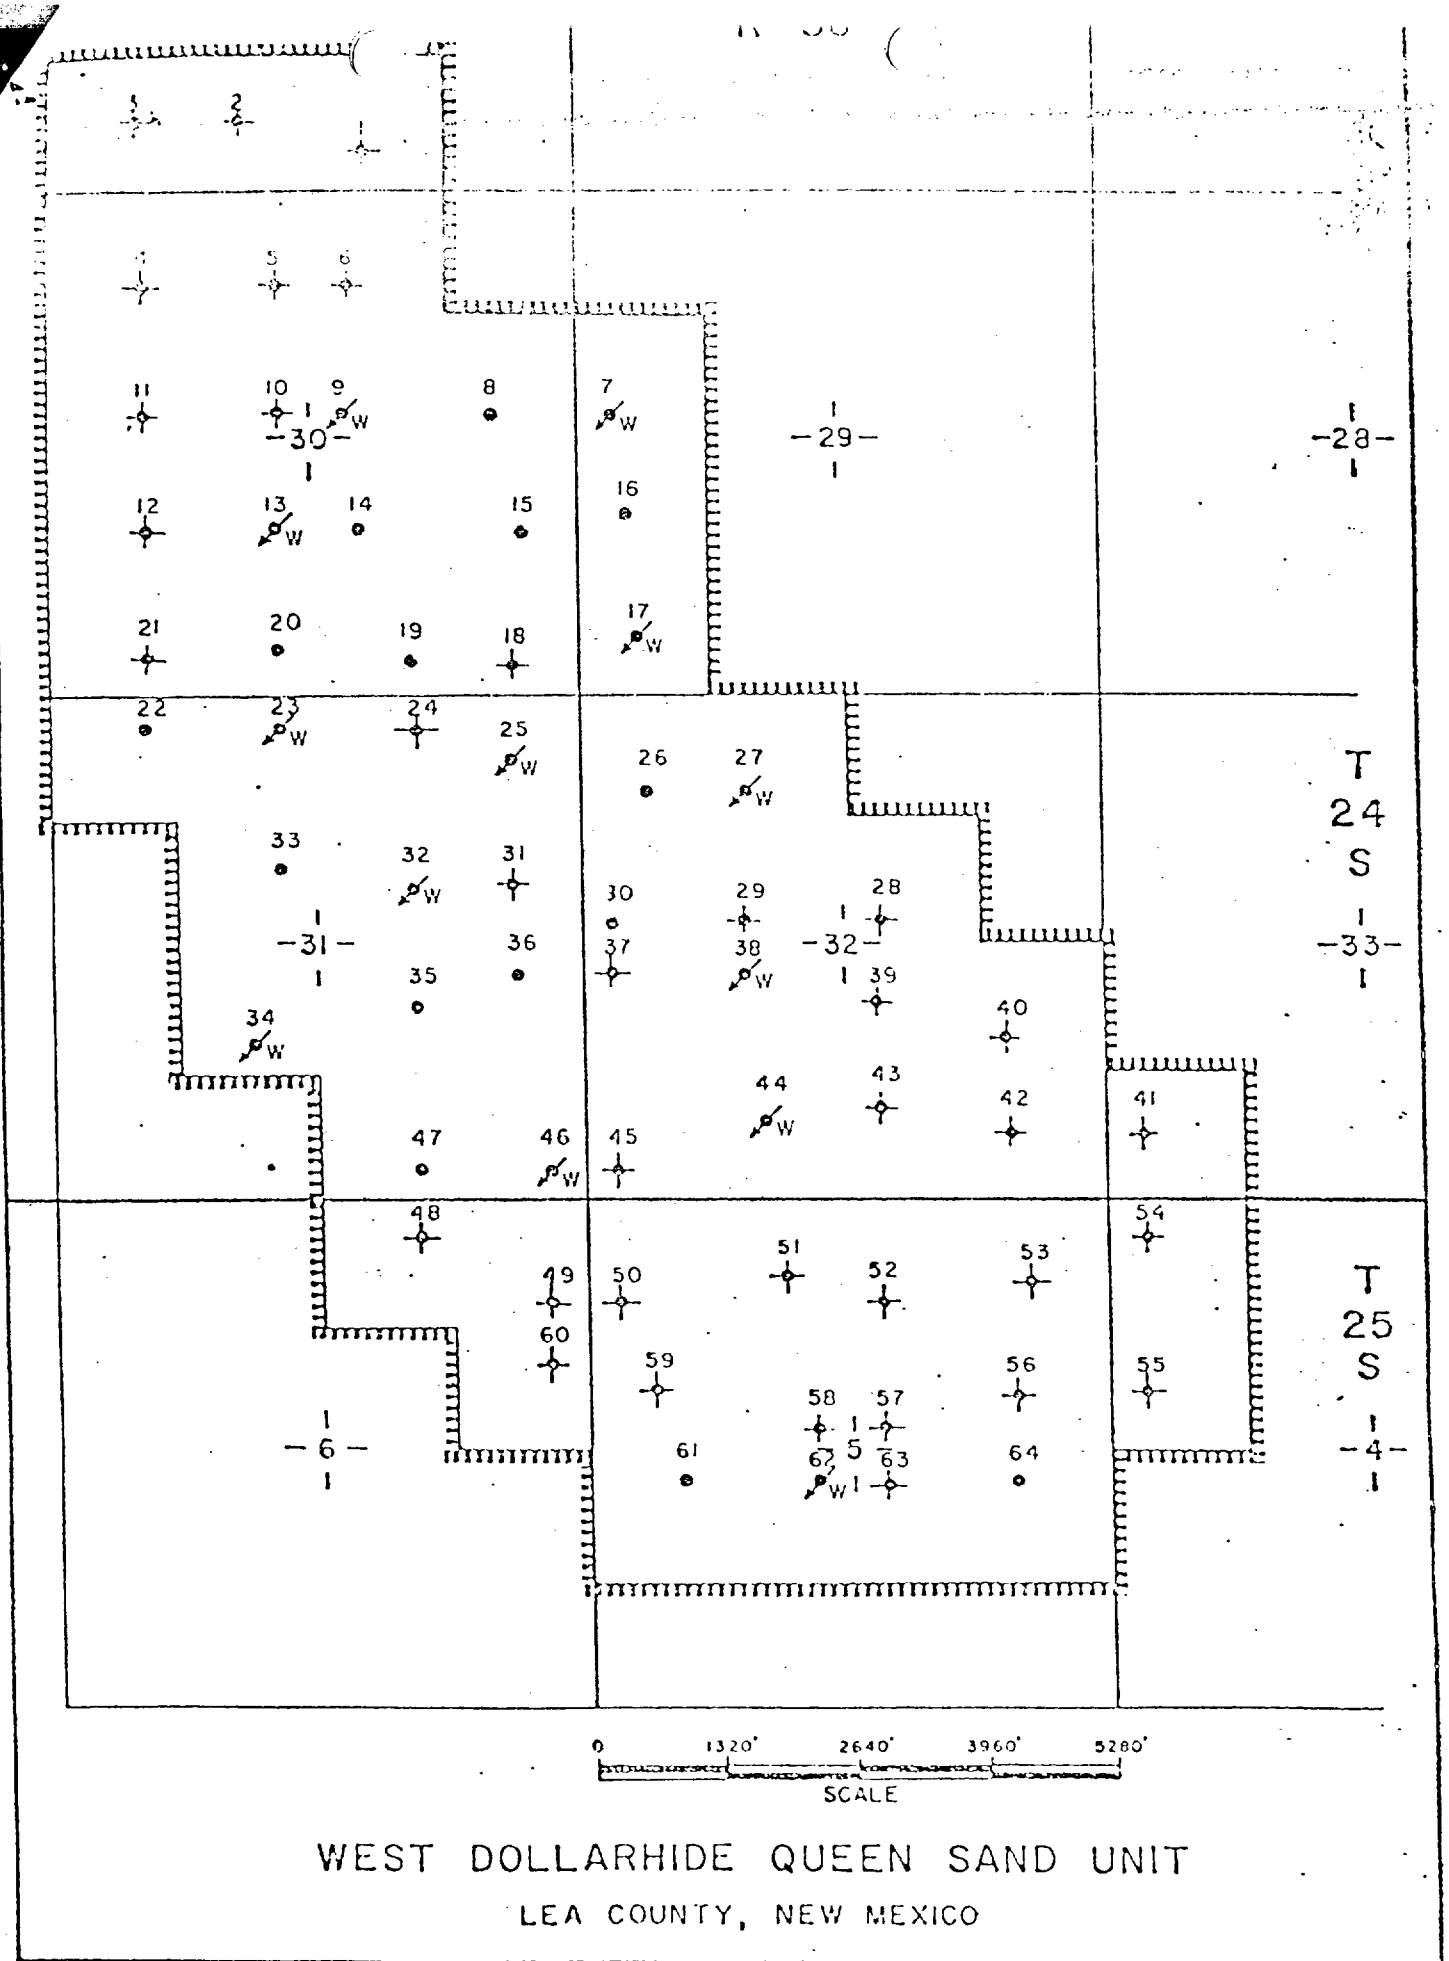 3 2 1
4 5 6
11 10 9 W 8 7 W
-30- -29- -28-
12 13 W 14 15 16
17 W
21 20 19 18
22 23 W 24 25 W 26 27 W
T
24
S
33 32 W 31 30 29 28
-31- -32- -33-
36 37 38 W 39
35 40
34 W
44 W 43 42 41
47 46 W 45
48 54
49 50 51 52 53
60
T
25
S
59 56 55
58 57
-6- 5 -4-
61 62 W 63 64
0 1320' 2640' 3960' 5280'
SCALE
WEST DOLLARHIDE QUEEN SAND UNIT
LEA COUNTY, NEW MEXICO